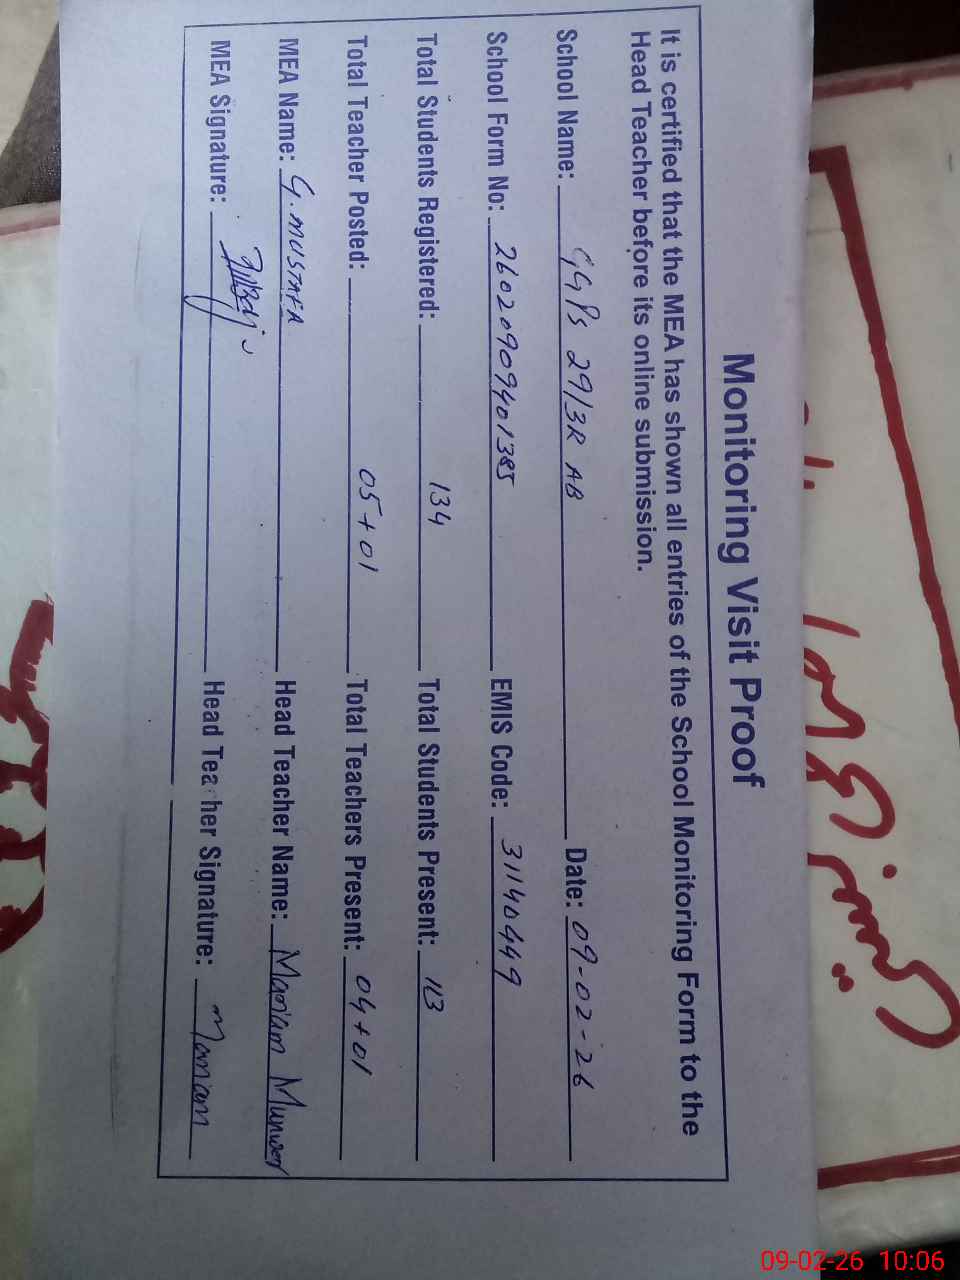 Monitoring Visit Proof
It is certified that the MEA has shown all entries of the School Monitoring Form to the
Head Teacher before its online submission.
School Name: GGPS 29/3R AB Date: 09-02-26
School Form No: 26020909401385 EMIS Code: 31140449
Total Students Registered: 134 Total Students Present: 113
Total Teacher Posted: 05+01 Total Teachers Present: 04+01
MEA Name: G. MUSTAFA Head Teacher Name: Mariam Munwer
MEA Signature: Head Teacher Signature: Mariam
09-02-26 10:06